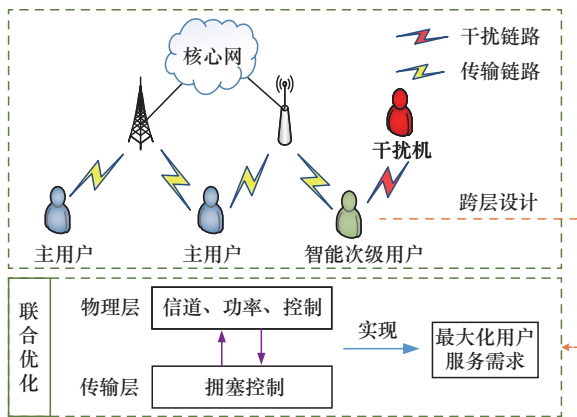 核心网
干扰链路
传输链路
干扰机
跨层设计
主用户
主用户
智能次级用户
联合优化
物理层
信道、功率、控制
实现
最大化用户
服务需求
传输层
拥塞控制